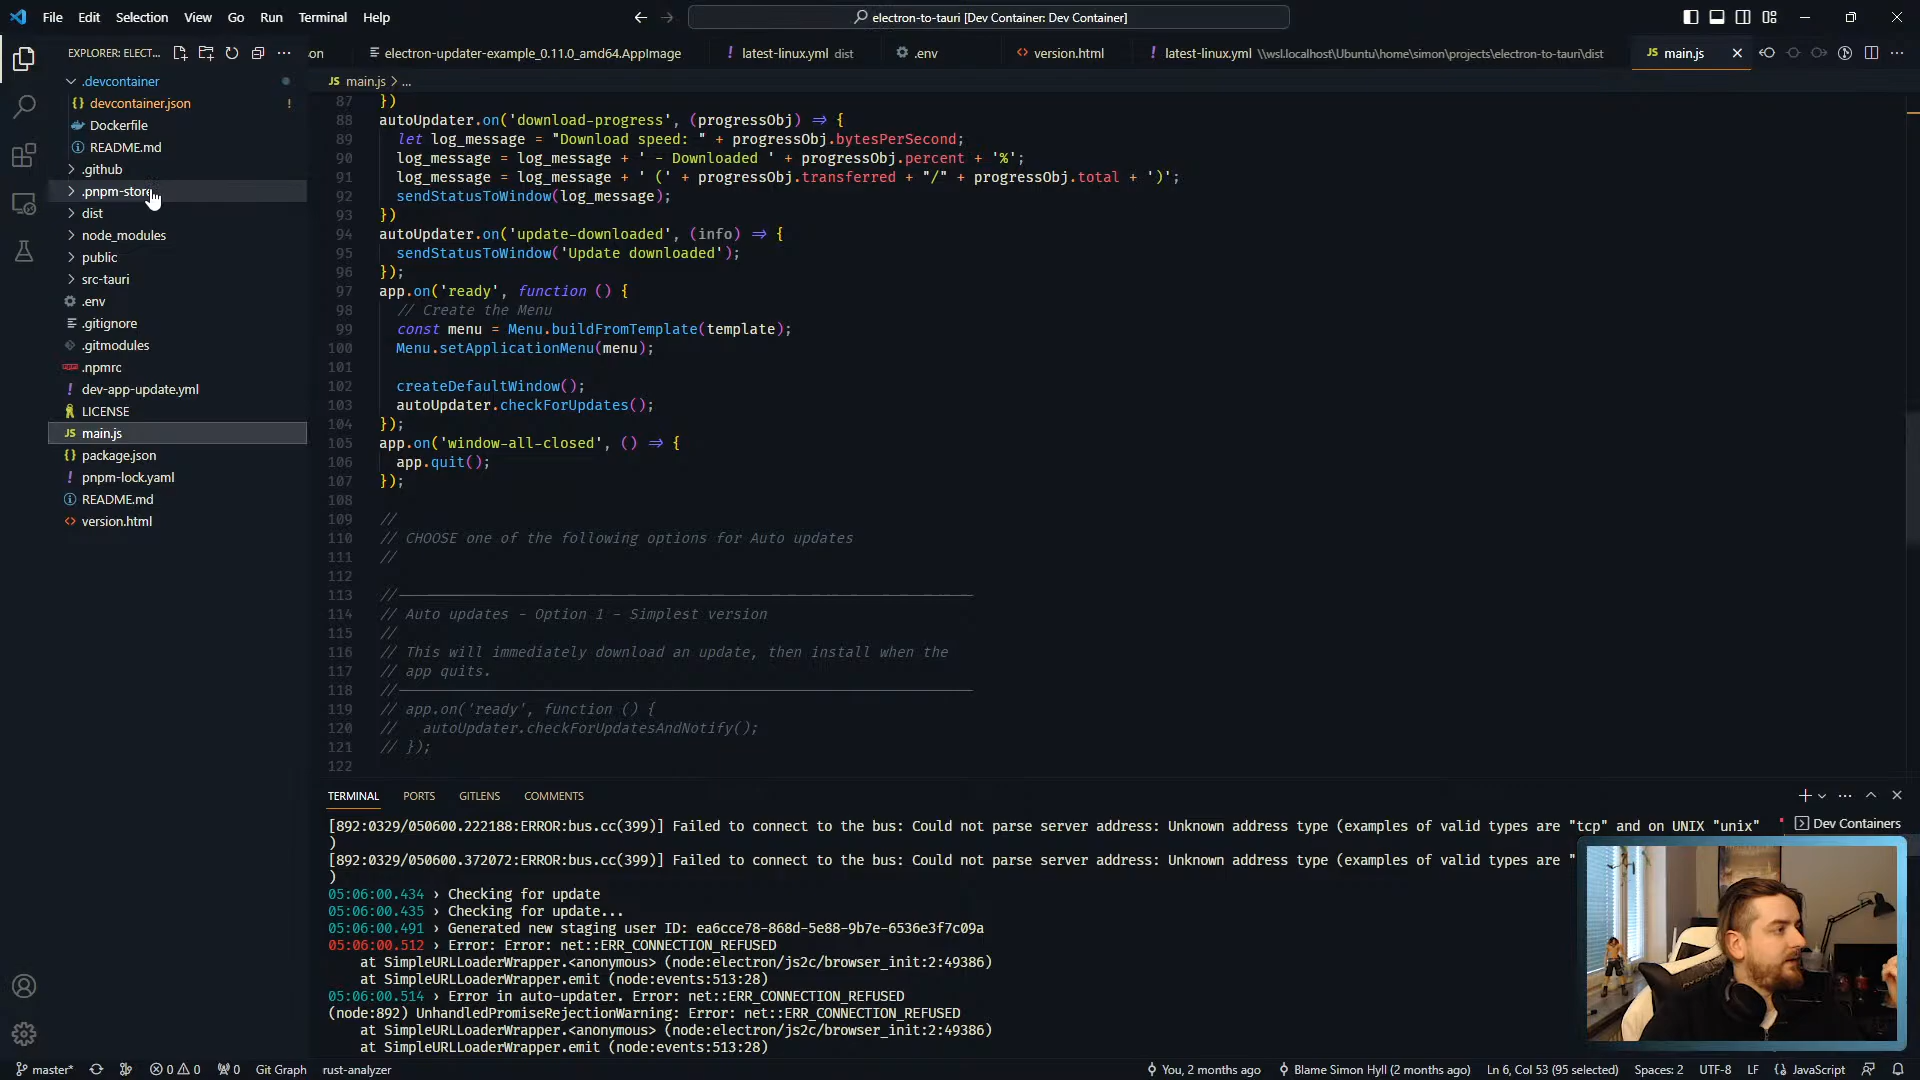 File Edit Selection View Go Run Terminal Help
electron-to-tauri [Dev Container: Dev Container]
EXPLORER: ELECT...
on
electron-updater-example_0.11.0_amd64.AppImage
! latest-linux.yml dist
.env
<> version.html
! latest-linux.yml \\wsl.localhost\Ubuntu\home\simon\projects\electron-to-tauri\dist
JS main.js
.devcontainer
{} devcontainer.json !
Dockerfile
README.md
.github
.pnpm-store
dist
node_modules
public
src-tauri
.env
.gitignore
.gitmodules
.npmrc
! dev-app-update.yml
LICENSE
JS main.js
{} package.json
! pnpm-lock.yaml
README.md
<> version.html
JS main.js > ...
87 })
88 autoUpdater.on('download-progress', (progressObj) => {
89 let log_message = "Download speed: " + progressObj.bytesPerSecond;
90 log_message = log_message + ' - Downloaded ' + progressObj.percent + '%';
91 log_message = log_message + ' (' + progressObj.transferred + "/" + progressObj.total + ')';
92 sendStatusToWindow(log_message);
93 })
94 autoUpdater.on('update-downloaded', (info) => {
95 sendStatusToWindow('Update downloaded');
96 });
97 app.on('ready', function () {
98 // Create the Menu
99 const menu = Menu.buildFromTemplate(template);
100 Menu.setApplicationMenu(menu);
101
102 createDefaultWindow();
103 autoUpdater.checkForUpdates();
104 });
105 app.on('window-all-closed', () => {
106 app.quit();
107 });
108
109 //
110 // CHOOSE one of the following options for Auto updates
111 //
112
113 //-------------------------------------------------------------------
114 // Auto updates - Option 1 - Simplest version
115 //
116 // This will immediately download an update, then install when the
117 // app quits.
118 //-------------------------------------------------------------------
119 // app.on('ready', function () {
120 // autoUpdater.checkForUpdatesAndNotify();
121 // });
122
TERMINAL PORTS GITLENS COMMENTS
Dev Containers
[892:0329/050600.222188:ERROR:bus.cc(399)] Failed to connect to the bus: Could not parse server address: Unknown address type (examples of valid types are "tcp" and on UNIX "unix"
)
[892:0329/050600.372072:ERROR:bus.cc(399)] Failed to connect to the bus: Could not parse server address: Unknown address type (examples of valid types are "
)
05:06:00.434 › Checking for update
05:06:00.435 › Checking for update...
05:06:00.491 › Generated new staging user ID: ea6cce78-868d-5e88-9b7e-6536e3f7c09a
05:06:00.512 › Error: Error: net::ERR_CONNECTION_REFUSED
at SimpleURLLoaderWrapper.<anonymous> (node:electron/js2c/browser_init:2:49386)
at SimpleURLLoaderWrapper.emit (node:events:513:28)
05:06:00.514 › Error in auto-updater. Error: net::ERR_CONNECTION_REFUSED
(node:892) UnhandledPromiseRejectionWarning: Error: net::ERR_CONNECTION_REFUSED
at SimpleURLLoaderWrapper.<anonymous> (node:electron/js2c/browser_init:2:49386)
at SimpleURLLoaderWrapper.emit (node:events:513:28)
master* 0 0 0 Git Graph rust-analyzer You, 2 months ago Blame Simon Hyll (2 months ago) Ln 6, Col 53 (95 selected) Spaces: 2 UTF-8 LF {} JavaScript